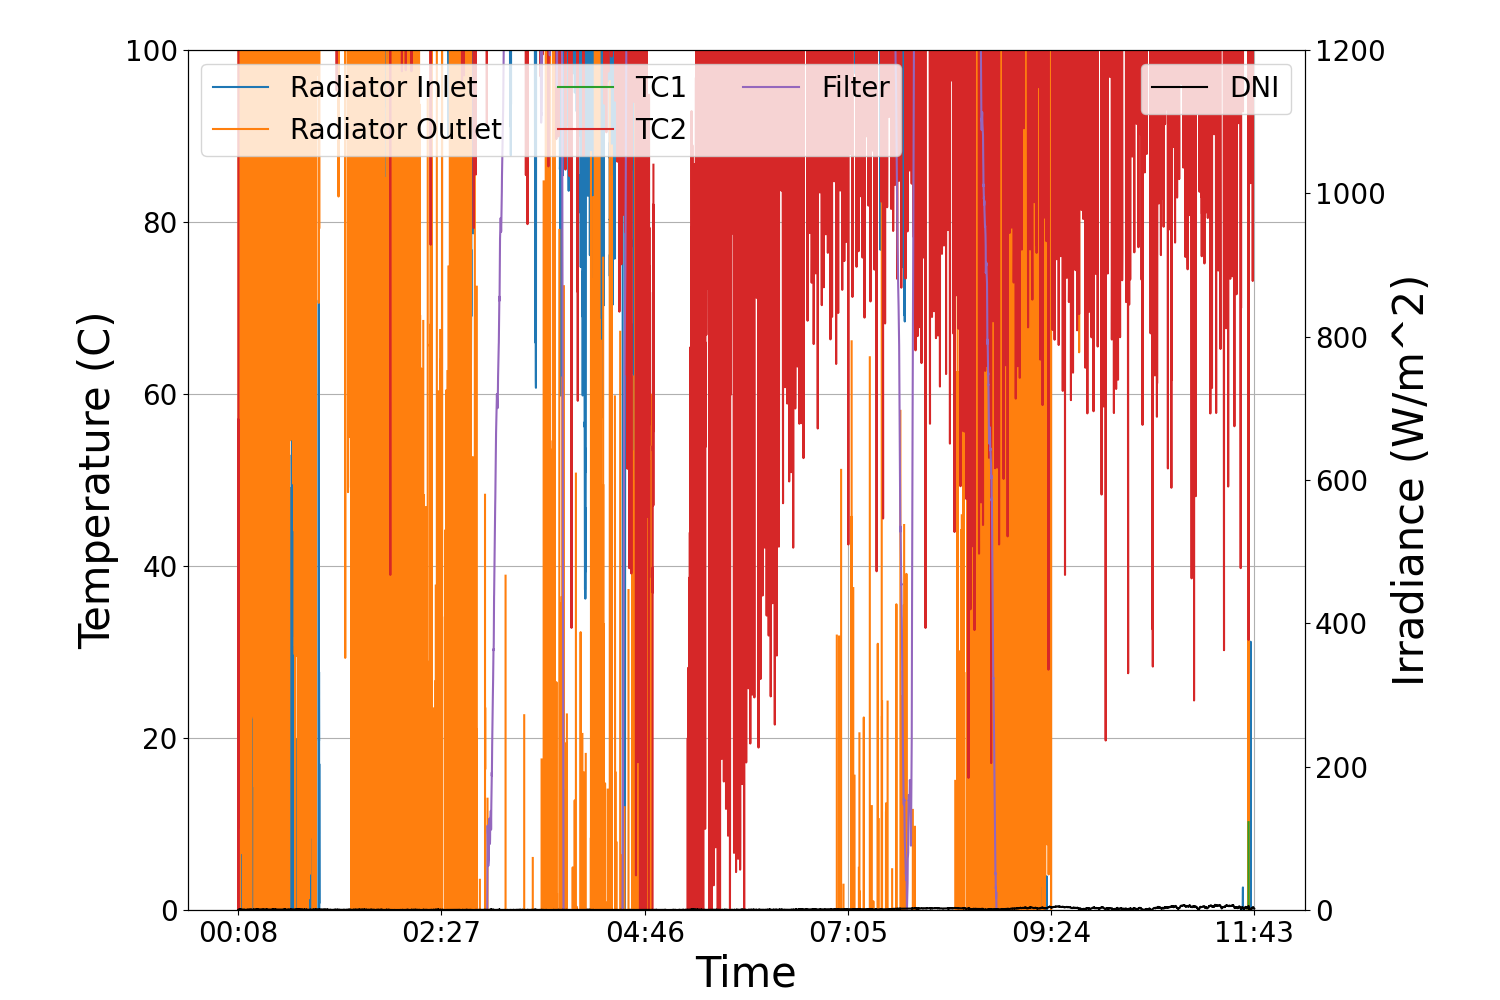 100
80
60
40
20
0
1200
1000
800
600
400
200
0
Radiator Inlet
Radiator Outlet
TC1
TC2
Filter
DNI
00:08
02:27
04:46
07:05
09:24
11:43
Time
Temperature (C)
Irradiance (W/m^2)